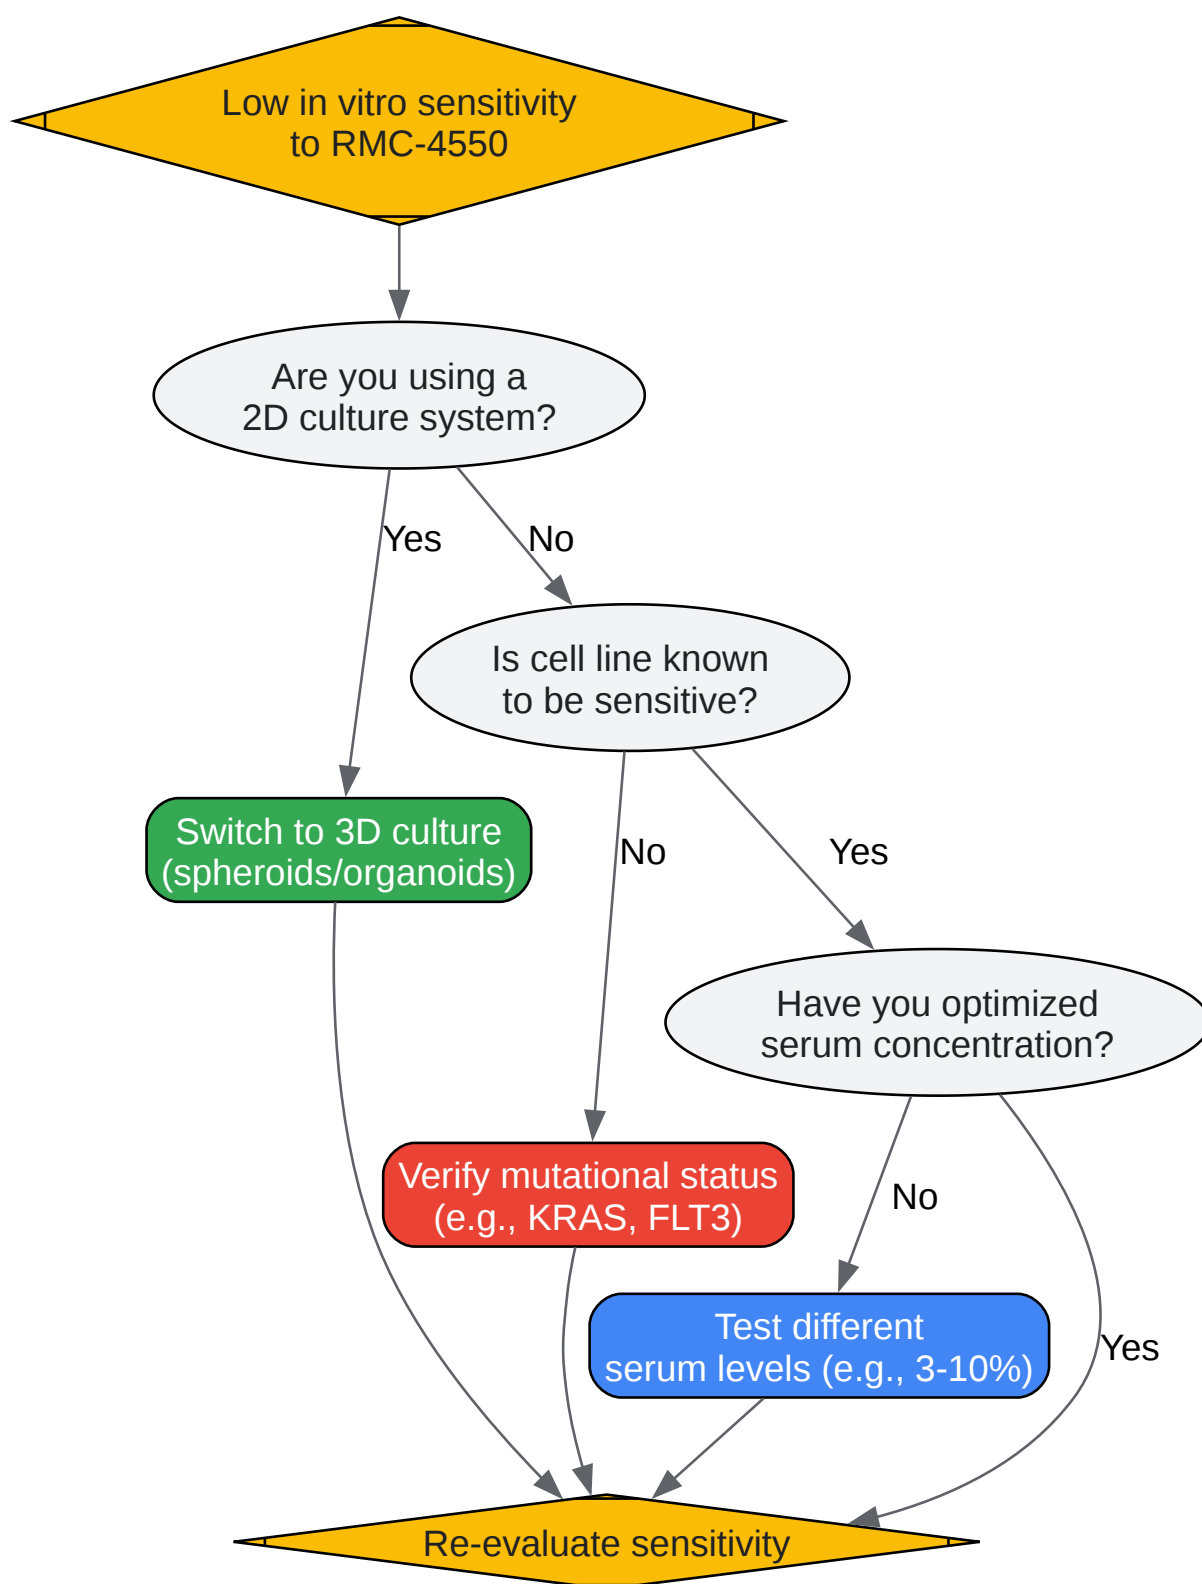 Low in vitro sensitivity
to RMC-4550
Are you using a
2D culture system?
Yes
No
Is cell line known
to be sensitive?
Switch to 3D culture
(spheroids/organoids)
No
Yes
Have you optimized
serum concentration?
Verify mutational status
(e.g., KRAS, FLT3)
No
Test different
serum levels (e.g., 3-10%)
Yes
Re-evaluate sensitivity